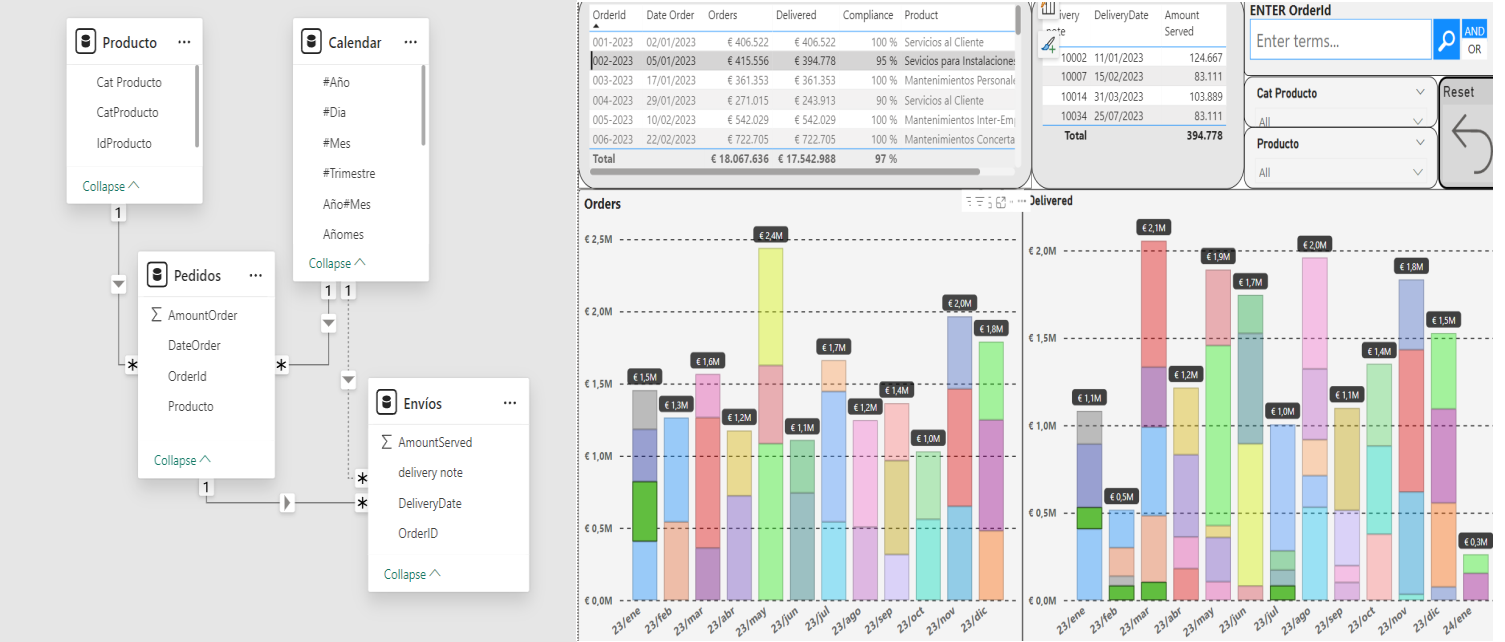 Producto ...
Cat Producto
CatProducto
IdProducto
Collapse
1
Calendar ...
#Año
#Dia
#Mes
#Trimestre
Año#Mes
Añomes
Collapse
1 1
Pedidos ...
∑ AmountOrder
DateOrder
OrderId
Producto
Collapse
1
* *
Envíos ...
∑ AmountServed
delivery note
DeliveryDate
OrderID
Collapse
* *
OrderId Date Order Orders Delivered Compliance Product
001-2023 02/01/2023 € 406.522 € 406.522 100 % Servicios al Cliente
002-2023 05/01/2023 € 415.556 € 394.778 95 % Sevicios para Instalaciones
003-2023 17/01/2023 € 361.353 € 361.353 100 % Mantenimientos Personale
004-2023 29/01/2023 € 271.015 € 243.913 90 % Servicios al Cliente
005-2023 10/02/2023 € 542.029 € 542.029 100 % Mantenimientos Inter-Em
006-2023 22/02/2023 € 722.705 € 722.705 100 % Mantenimientos Concerta
Total € 18.067.636 € 17.542.988 97 %
ivery DeliveryDate Amount
note Served
10002 11/01/2023 124.667
10007 15/02/2023 83.111
10014 31/03/2023 103.889
10034 25/07/2023 83.111
Total 394.778
ENTER OrderId
Enter terms...
AND
OR
Cat Producto
All
Producto
All
Reset
Orders
€ 2,5M
€ 2,0M
€ 1,5M
€ 1,0M
€ 0,5M
€ 0,0M
€ 1,5M € 1,3M € 1,6M € 1,2M € 2,4M € 1,1M € 1,7M € 1,2M € 1,4M € 1,0M € 2,0M € 1,8M
23/ene 23/feb 23/mar 23/abr 23/may 23/jun 23/jul 23/ago 23/sep 23/oct 23/nov 23/dic
Delivered
€ 2,0M
€ 1,5M
€ 1,0M
€ 0,5M
€ 0,0M
€ 1,1M € 0,5M € 2,1M € 1,2M € 1,9M € 1,7M € 1,0M € 2,0M € 1,1M € 1,4M € 1,8M € 1,5M € 0,3M
23/ene 23/feb 23/mar 23/abr 23/may 23/jun 23/jul 23/ago 23/sep 23/oct 23/nov 23/dic 24/ene